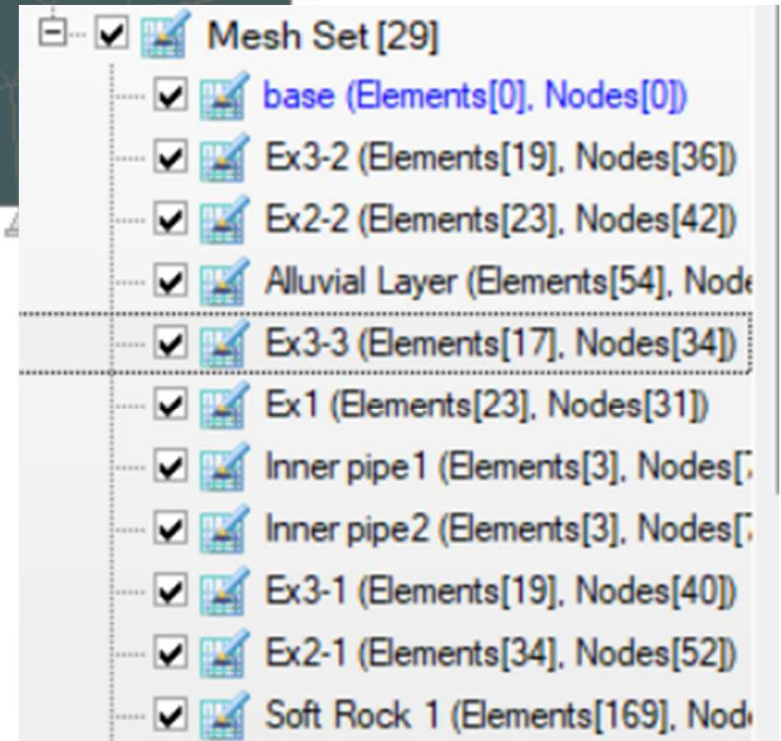 Mesh Set [29]
base (Elements[0], Nodes[0])
Ex3-2 (Elements[19], Nodes[36])
Ex2-2 (Elements[23], Nodes[42])
Alluvial Layer (Elements[54], Node
Ex3-3 (Elements[17], Nodes[34])
Ex1 (Elements[23], Nodes[31])
Inner pipe1 (Elements[3], Nodes[
Inner pipe2 (Elements[3], Nodes[
Ex3-1 (Elements[19], Nodes[40])
Ex2-1 (Elements[34], Nodes[52])
Soft Rock 1 (Elements[169], Nod